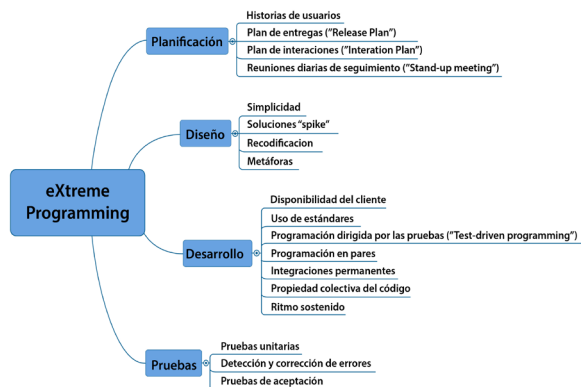 eXtreme
Programming
Planificación
Historias de usuarios
Plan de entregas ("Release Plan")
Plan de interaciones ("Interation Plan")
Reuniones diarias de seguimiento ("Stand-up meeting")
Diseño
Simplicidad
Soluciones "spike"
Recodificacion
Metáforas
Desarrollo
Disponibilidad del cliente
Uso de estándares
Programación dirigida por las pruebas ("Test-driven programming")
Programación en pares
Integraciones permanentes
Propiedad colectiva del código
Ritmo sostenido
Pruebas
Pruebas unitarias
Detección y corrección de errores
Pruebas de aceptación